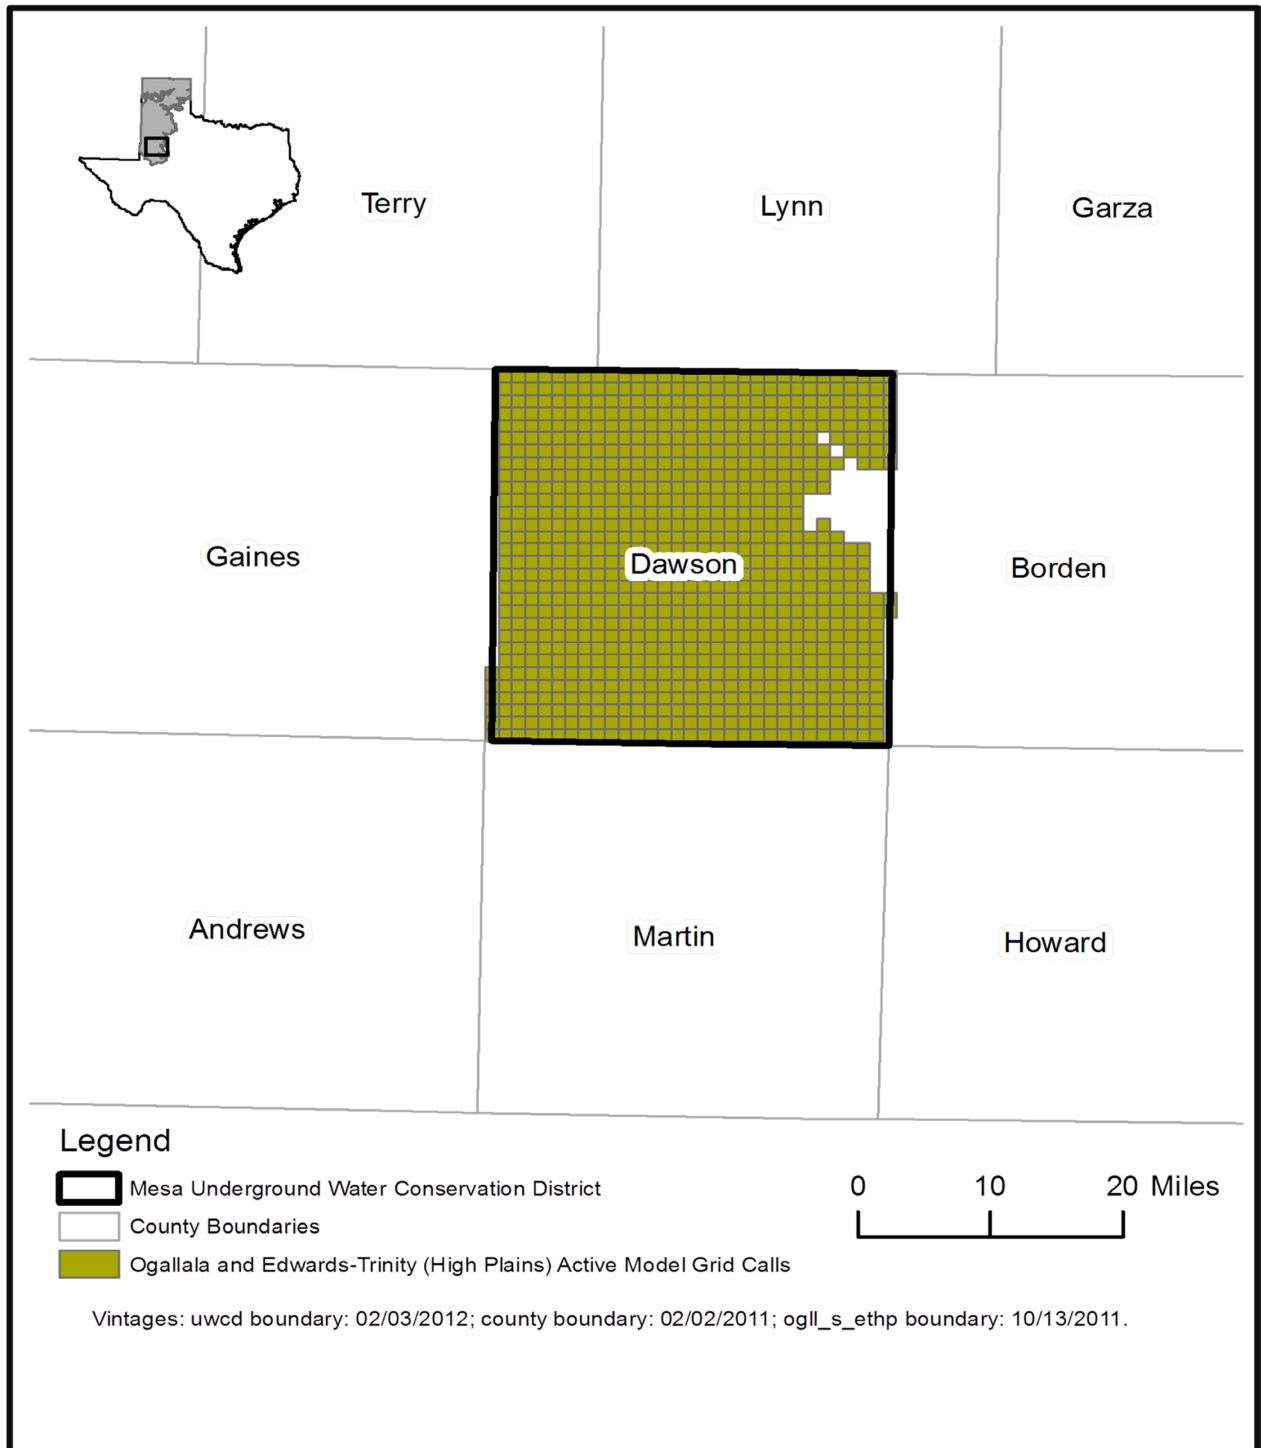 Terry
Lynn
Garza
Gaines
Dawson
Borden
Andrews
Martin
Howard
Legend
Mesa Underground Water Conservation District
County Boundaries
Ogallala and Edwards-Trinity (High Plains) Active Model Grid Calls
0 10 20 Miles
Vintages: uwcd boundary: 02/03/2012; county boundary: 02/02/2011; ogll_s_ethp boundary: 10/13/2011.